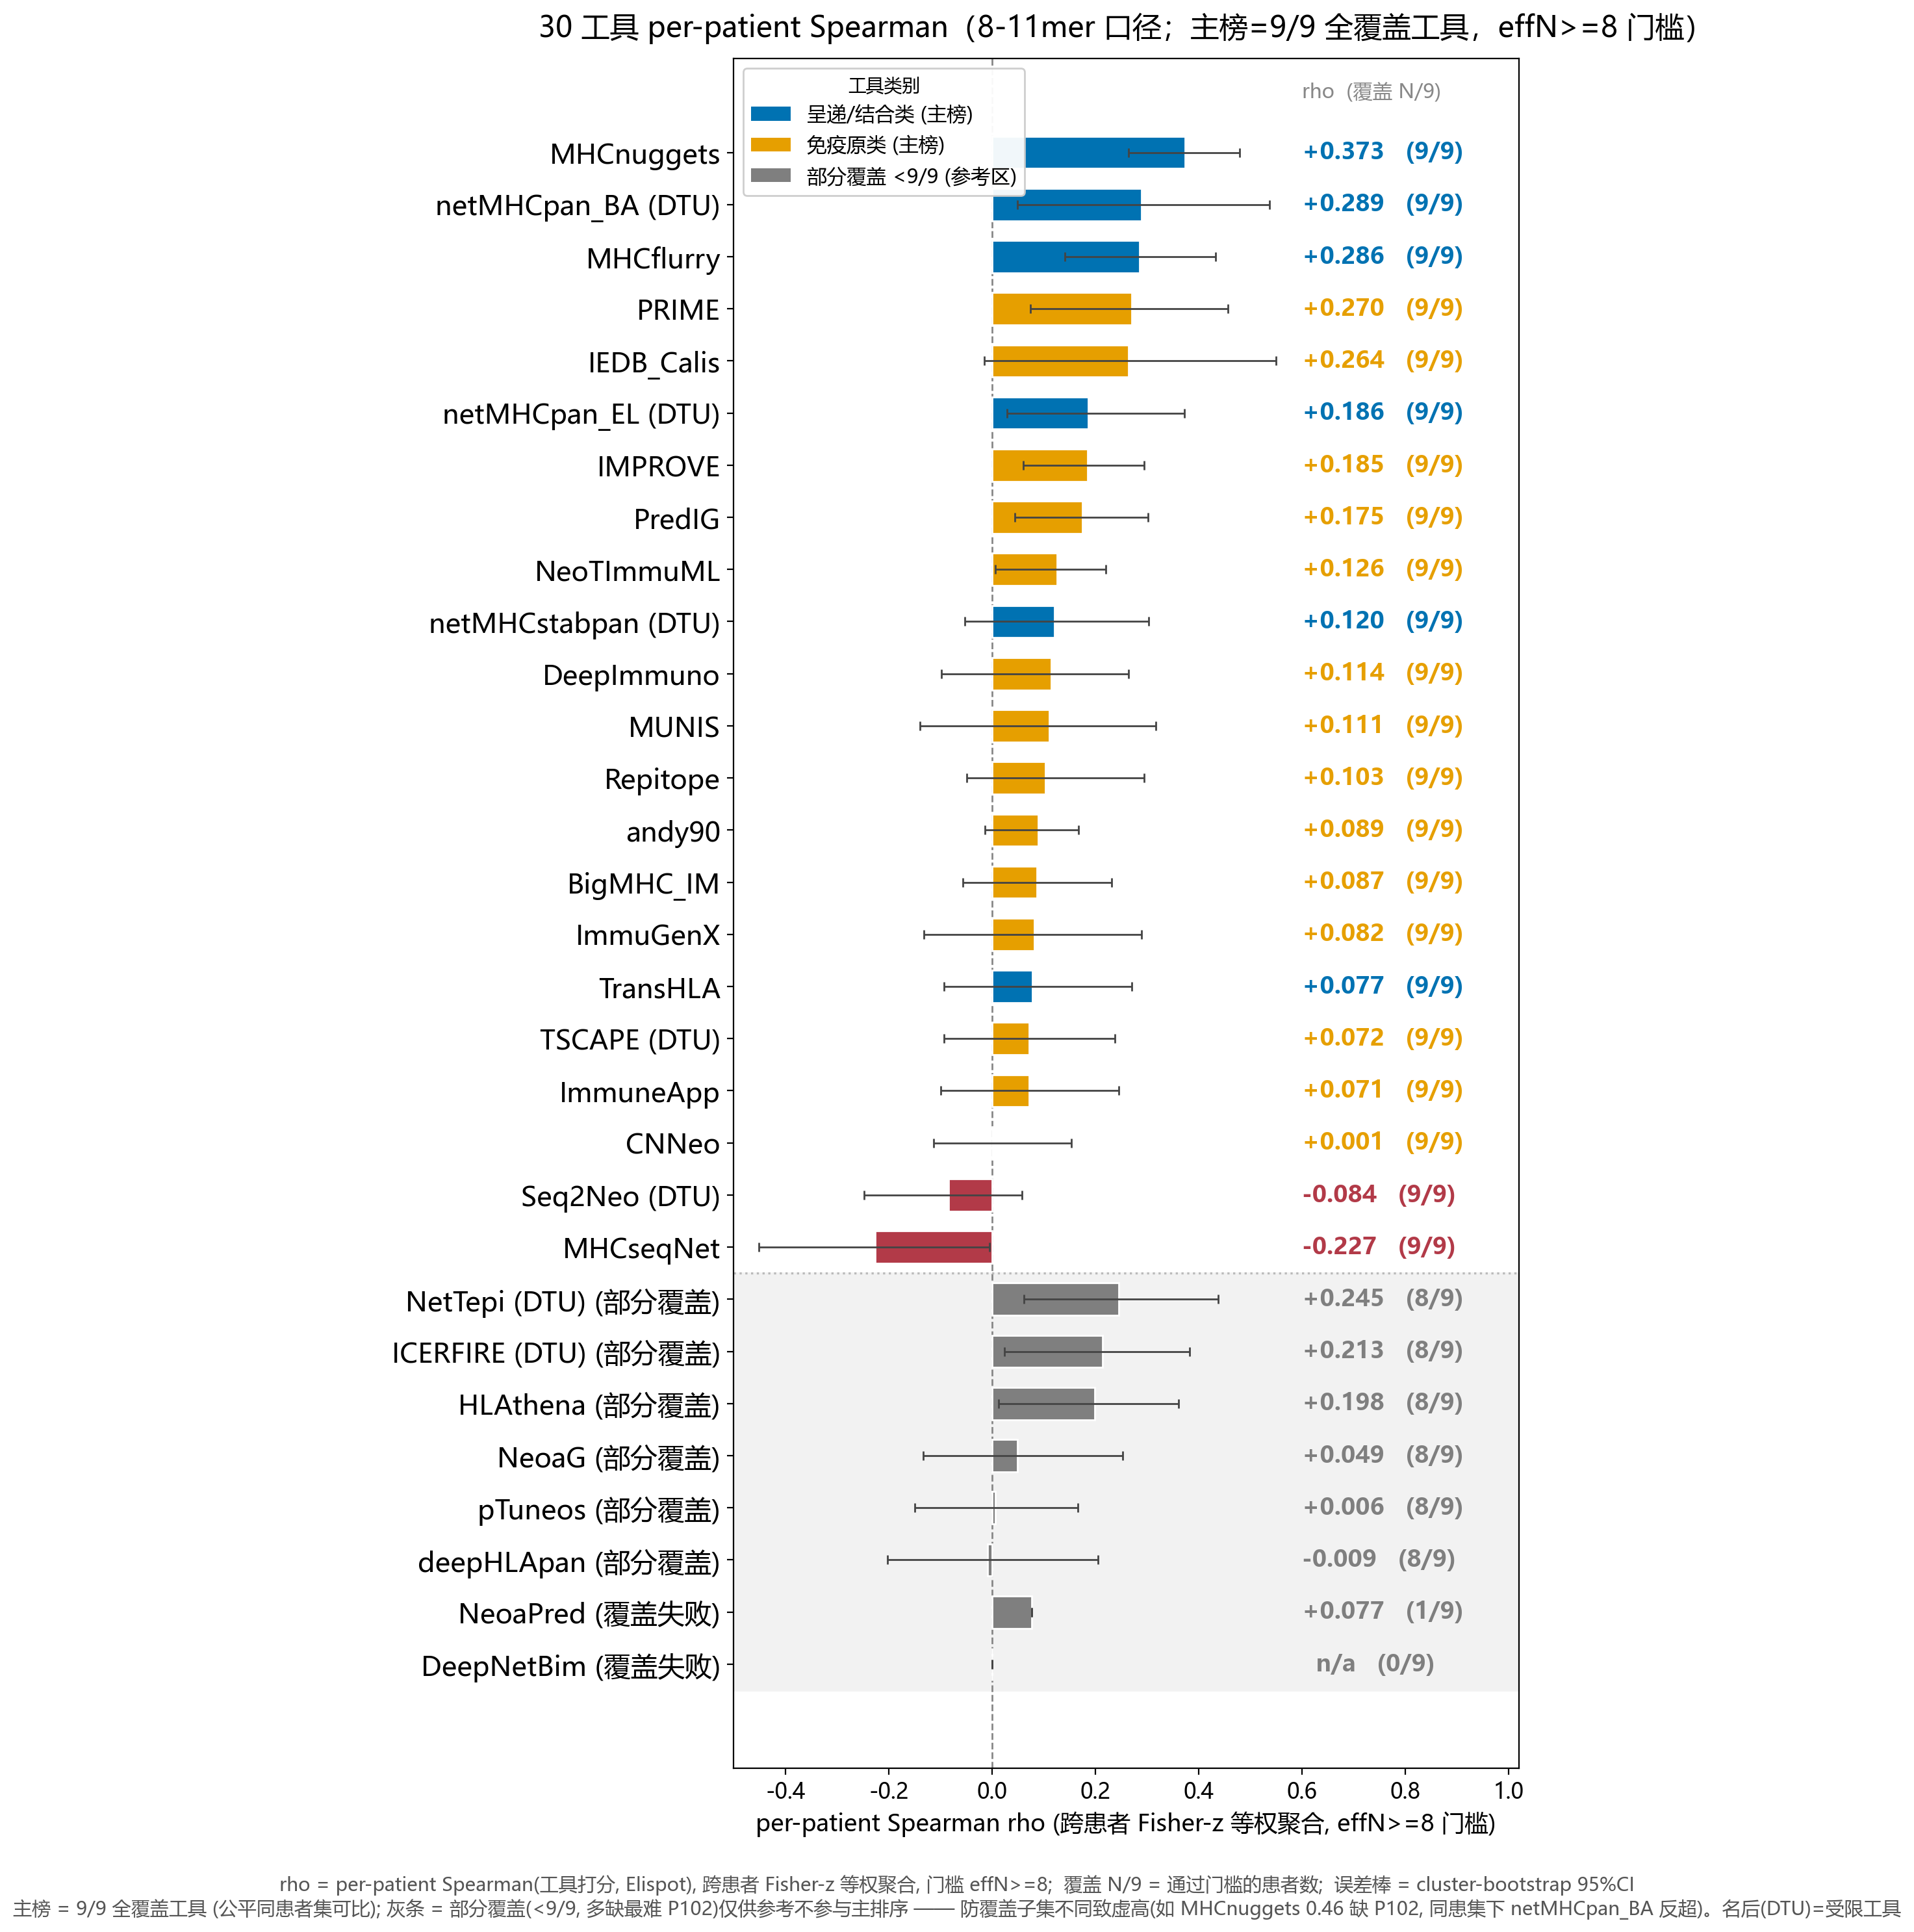 30 工具 per-patient Spearman（8-11mer 口径；主榜=9/9 全覆盖工具，effN>=8 门槛）
工具类别
呈递/结合类 (主榜)
免疫原类 (主榜)
部分覆盖 <9/9 (参考区)
rho  (覆盖 N/9)
MHCnuggets +0.373 (9/9)
netMHCpan_BA (DTU) +0.289 (9/9)
MHCflurry +0.286 (9/9)
PRIME +0.270 (9/9)
IEDB_Calis +0.264 (9/9)
netMHCpan_EL (DTU) +0.186 (9/9)
IMPROVE +0.185 (9/9)
PredIG +0.175 (9/9)
NeoTImmuML +0.126 (9/9)
netMHCstabpan (DTU) +0.120 (9/9)
DeepImmuno +0.114 (9/9)
MUNIS +0.111 (9/9)
Repitope +0.103 (9/9)
andy90 +0.089 (9/9)
BigMHC_IM +0.087 (9/9)
ImmuGenX +0.082 (9/9)
TransHLA +0.077 (9/9)
TSCAPE (DTU) +0.072 (9/9)
ImmuneApp +0.071 (9/9)
CNNeo +0.001 (9/9)
Seq2Neo (DTU) -0.084 (9/9)
MHCseqNet -0.227 (9/9)
NetTepi (DTU) (部分覆盖) +0.245 (8/9)
ICERFIRE (DTU) (部分覆盖) +0.213 (8/9)
HLAthena (部分覆盖) +0.198 (8/9)
NeoaG (部分覆盖) +0.049 (8/9)
pTuneos (部分覆盖) +0.006 (8/9)
deepHLApan (部分覆盖) -0.009 (8/9)
NeoaPred (覆盖失败) +0.077 (1/9)
DeepNetBim (覆盖失败) n/a (0/9)
-0.4 -0.2 0.0 0.2 0.4 0.6 0.8 1.0
per-patient Spearman rho (跨患者 Fisher-z 等权聚合, effN>=8 门槛)
rho = per-patient Spearman(工具打分, Elispot), 跨患者 Fisher-z 等权聚合, 门槛 effN>=8;  覆盖 N/9 = 通过门槛的患者数;  误差棒 = cluster-bootstrap 95%CI
主榜 = 9/9 全覆盖工具 (公平同患者集可比); 灰条 = 部分覆盖(<9/9, 多缺最难 P102)仅供参考不参与主排序 —— 防覆盖子集不同致虚高(如 MHCnuggets 0.46 缺 P102, 同患集下 netMHCpan_BA 反超)。名后(DTU)=受限工具